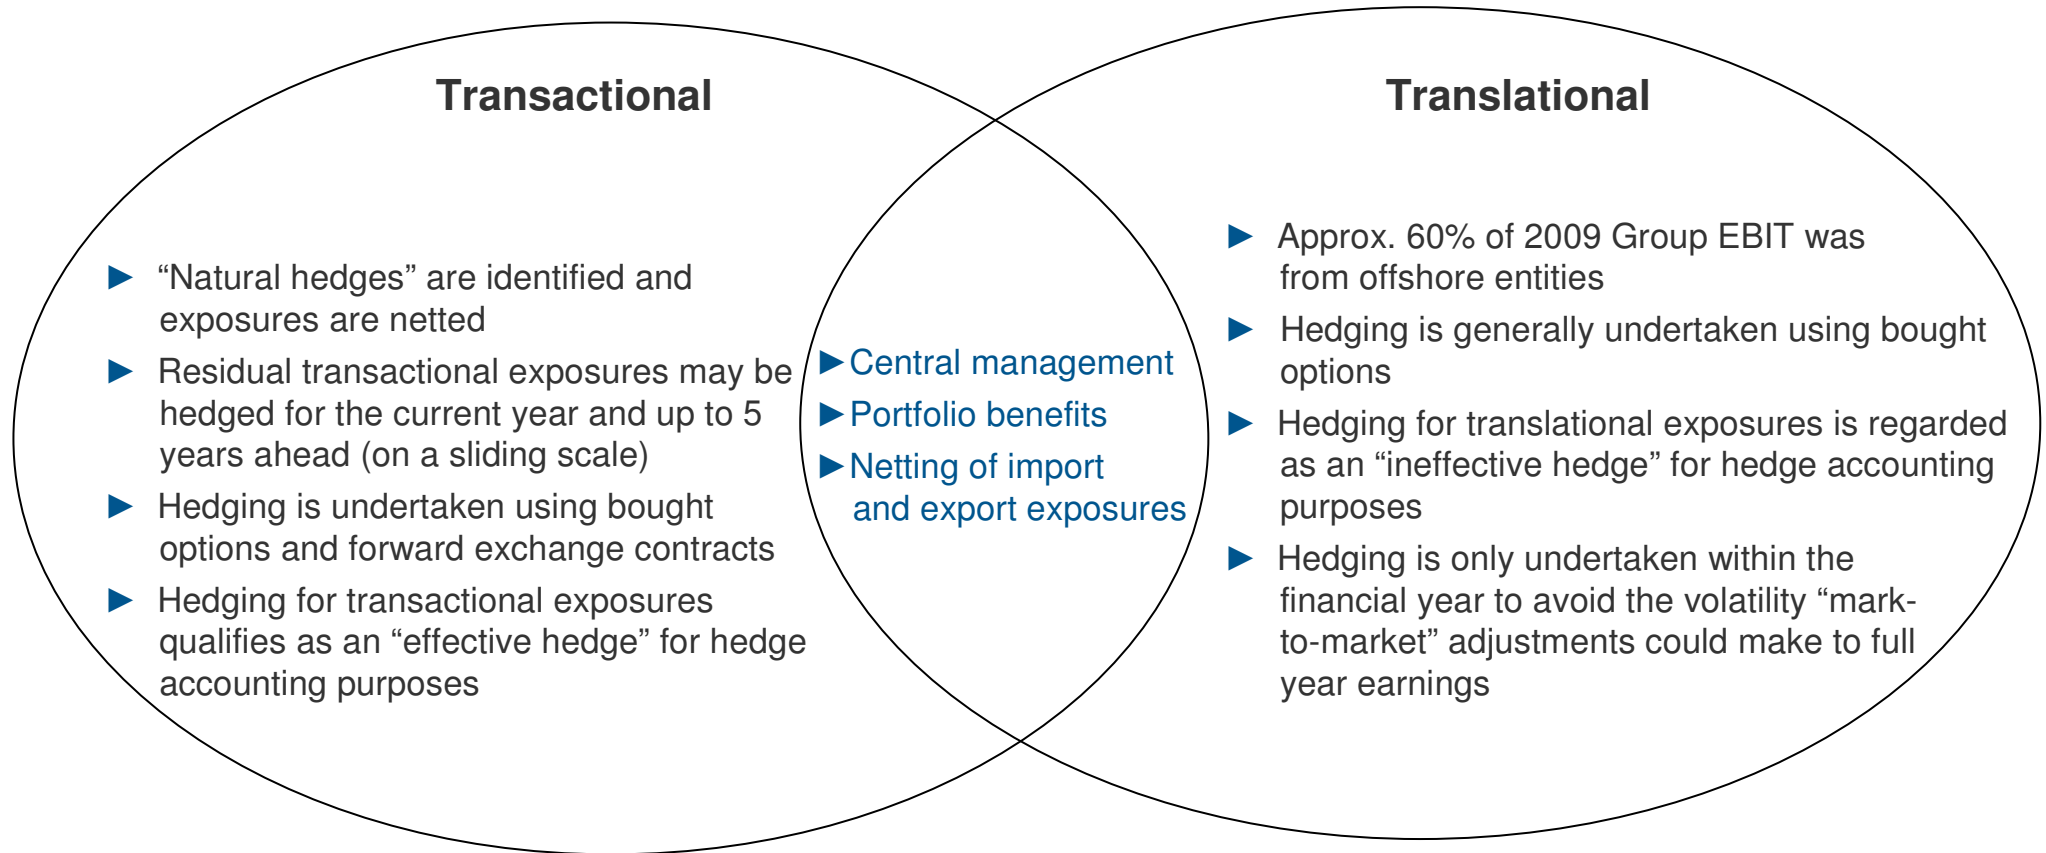 Transactional
► “Natural hedges” are identified and
exposures are netted
► Residual transactional exposures may be
hedged for the current year and up to 5
years ahead (on a sliding scale)
► Hedging is undertaken using bought
options and forward exchange contracts
► Hedging for transactional exposures
qualifies as an “effective hedge” for hedge
accounting purposes
►Central management
►Portfolio benefits
►Netting of import
and export exposures
Translational
► Approx. 60% of 2009 Group EBIT was
from offshore entities
► Hedging is generally undertaken using bought
options
► Hedging for translational exposures is regarded
as an “ineffective hedge” for hedge accounting
purposes
► Hedging is only undertaken within the
financial year to avoid the volatility “mark-
to-market” adjustments could make to full
year earnings